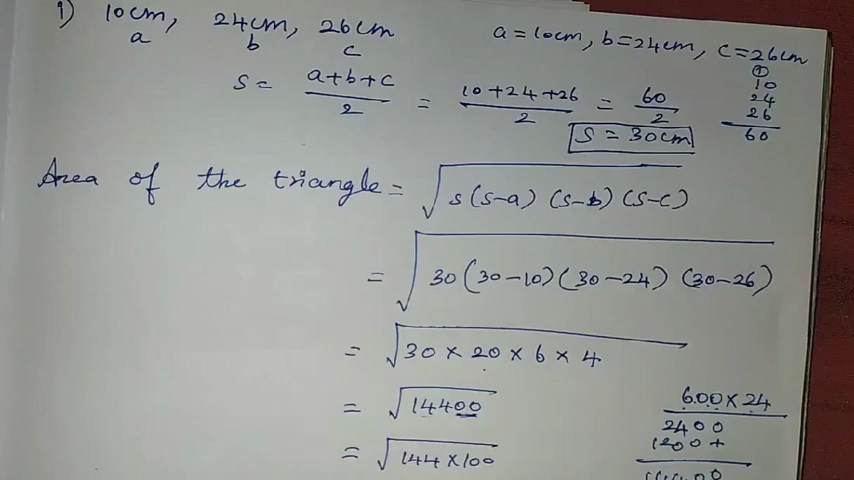 1) 10cm, 24cm, 26cm
a b c
a = 10cm, b = 24cm, c = 26cm
s = a+b+c/2 = 10+24+26/2 = 60/2
s = 30cm
①
10
24
26
60
Area of the triangle = √s(s-a) (s-b) (s-c)
= √30(30-10)(30-24) (30-26)
= √30 × 20 × 6 × 4
= √14400
= √144×100
600×24
2400
1200+
14400